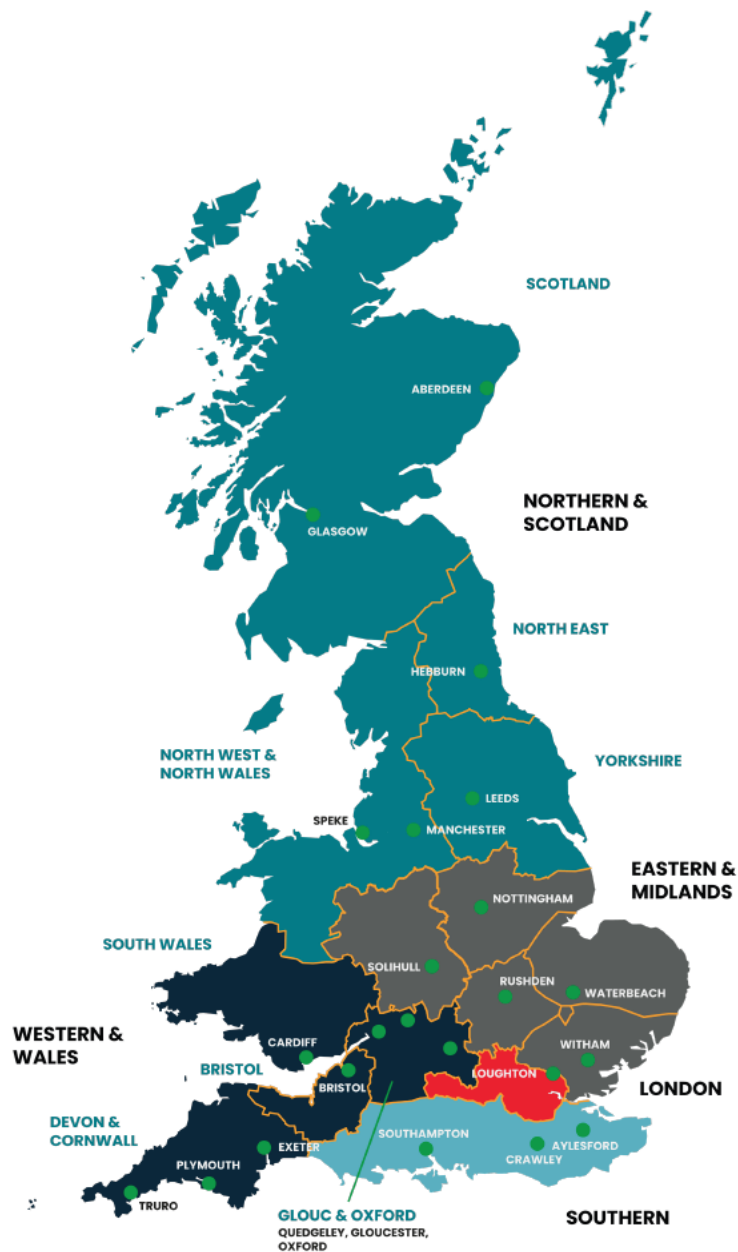 SCOTLAND
ABERDEEN
NORTHERN &
SCOTLAND
GLASGOW
NORTH EAST
HEBBURN
NORTH WEST &
NORTH WALES
YORKSHIRE
LEEDS
SPEKE
MANCHESTER
EASTERN &
MIDLANDS
NOTTINGHAM
SOUTH WALES
SOLIHULL
RUSHDEN
WATERBEACH
WESTERN &
WALES
CARDIFF
WITHAM
BRISTOL
LOUGHTON
BRISTOL
LONDON
DEVON &
CORNWALL
SOUTHAMPTON
EXETER
AYLESFORD
CRAWLEY
PLYMOUTH
TRURO
GLOUC & OXFORD
QUEDGELEY, GLOUCESTER,
OXFORD
SOUTHERN